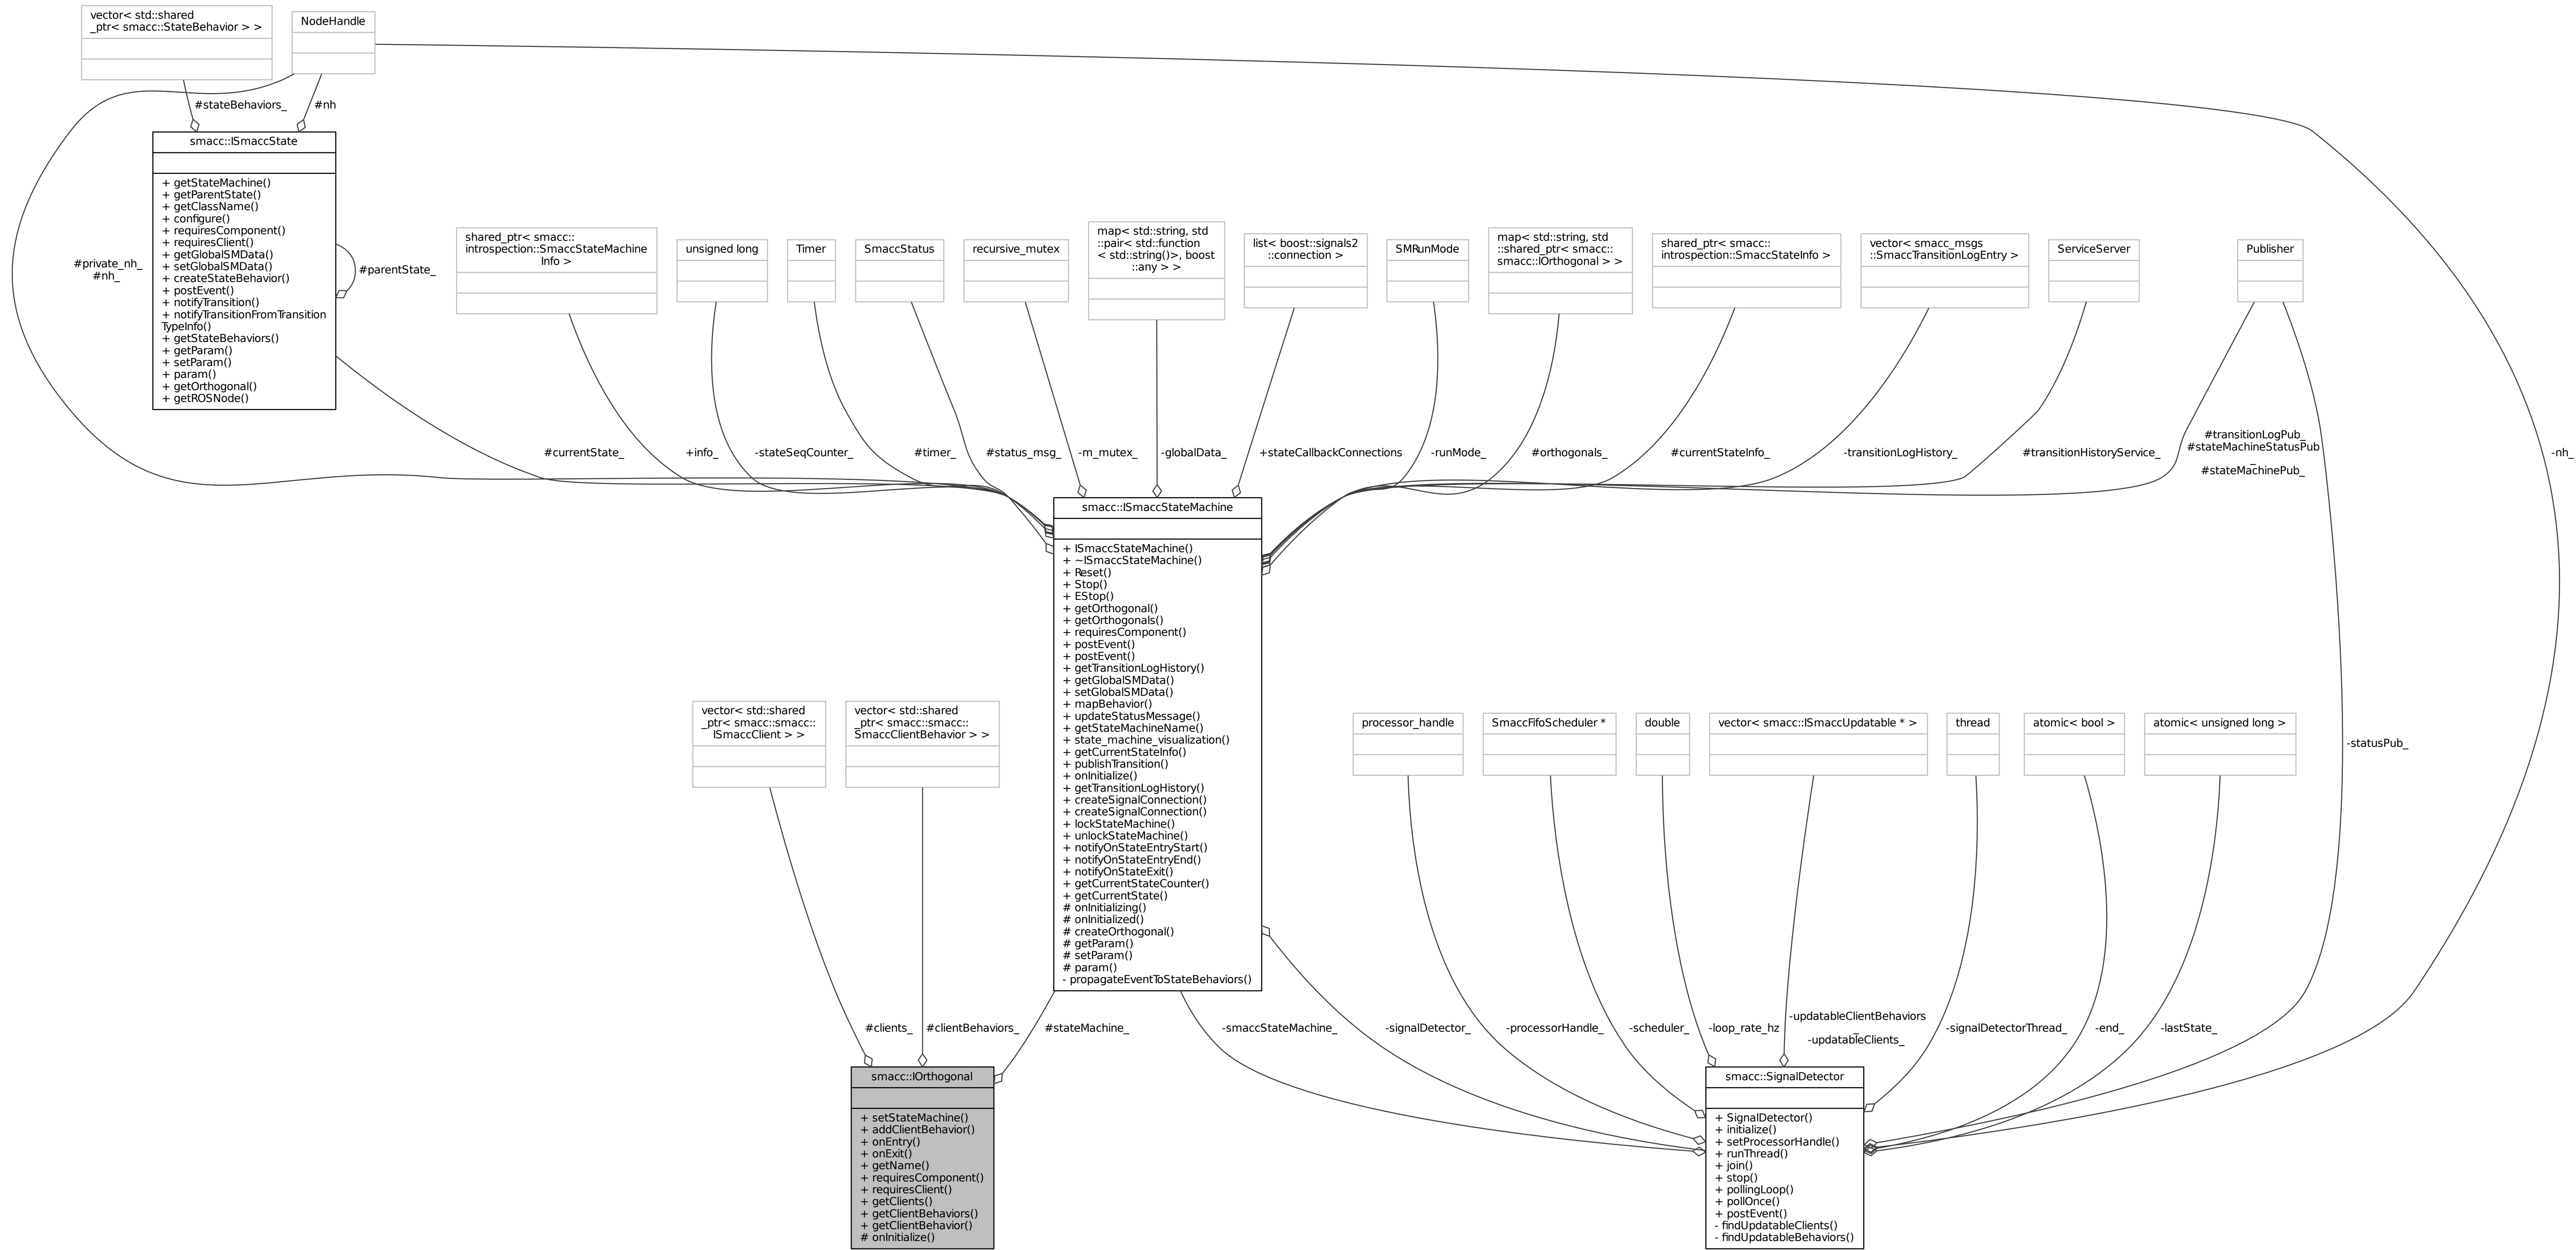 vector< std::shared
_ptr< smacc::StateBehavior > >
NodeHandle
#stateBehaviors_
#nh
smacc::ISmaccState
+ getStateMachine()
+ getParentState()
+ getClassName()
+ configure()
+ requiresComponent()
+ requiresClient()
+ getGlobalSMData()
+ setGlobalSMData()
+ createStateBehavior()
+ postEvent()
+ notifyTransition()
+ notifyTransitionFromTransition
TypeInfo()
+ getStateBehaviors()
+ getParam()
+ setParam()
+ param()
+ getOrthogonal()
+ getROSNode()
#private_nh_
#nh_
#parentState_
shared_ptr< smacc::
introspection::SmaccStateMachine
Info >
unsigned long
Timer
SmaccStatus
recursive_mutex
map< std::string, std
::pair< std::function
< std::string()>, boost
::any > >
list< boost::signals2
::connection >
SMRunMode
map< std::string, std
::shared_ptr< smacc::
smacc::IOrthogonal > >
shared_ptr< smacc::
introspection::SmaccStateInfo >
vector< smacc_msgs
::SmaccTransitionLogEntry >
ServiceServer
Publisher
#currentState_
+info_
-stateSeqCounter_
#timer_
#status_msg_
-m_mutex_
-globalData_
+stateCallbackConnections
-runMode_
#orthogonals_
#currentStateInfo_
-transitionLogHistory_
#transitionHistoryService_
#transitionLogPub_
#stateMachineStatusPub
_
#stateMachinePub_
-nh_
smacc::ISmaccStateMachine
+ ISmaccStateMachine()
+ ~ISmaccStateMachine()
+ Reset()
+ Stop()
+ EStop()
+ getOrthogonal()
+ getOrthogonals()
+ requiresComponent()
+ postEvent()
+ postEvent()
+ getTransitionLogHistory()
+ getGlobalSMData()
+ setGlobalSMData()
+ mapBehavior()
+ updateStatusMessage()
+ getStateMachineName()
+ state_machine_visualization()
+ getCurrentStateInfo()
+ publishTransition()
+ onInitialize()
+ getTransitionLogHistory()
+ createSignalConnection()
+ createSignalConnection()
+ lockStateMachine()
+ unlockStateMachine()
+ notifyOnStateEntryStart()
+ notifyOnStateEntryEnd()
+ notifyOnStateExit()
+ getCurrentStateCounter()
+ getCurrentState()
# onInitializing()
# onInitialized()
# createOrthogonal()
# getParam()
# setParam()
# param()
- propagateEventToStateBehaviors()
vector< std::shared
_ptr< smacc::smacc::
ISmaccClient > >
vector< std::shared
_ptr< smacc::smacc::
SmaccClientBehavior > >
processor_handle
SmaccFifoScheduler *
double
vector< smacc::ISmaccUpdatable * >
thread
atomic< bool >
atomic< unsigned long >
-statusPub_
#clients_
#clientBehaviors_
#stateMachine_
-smaccStateMachine_
-signalDetector_
-processorHandle_
-scheduler_
-loop_rate_hz
-updatableClientBehaviors
_
-updatableClients_
-signalDetectorThread_
-end_
-lastState_
smacc::IOrthogonal
+ setStateMachine()
+ addClientBehavior()
+ onEntry()
+ onExit()
+ getName()
+ requiresComponent()
+ requiresClient()
+ getClients()
+ getClientBehaviors()
+ getClientBehavior()
# onInitialize()
smacc::SignalDetector
+ SignalDetector()
+ initialize()
+ setProcessorHandle()
+ runThread()
+ join()
+ stop()
+ pollingLoop()
+ pollOnce()
+ postEvent()
- findUpdatableClients()
- findUpdatableBehaviors()